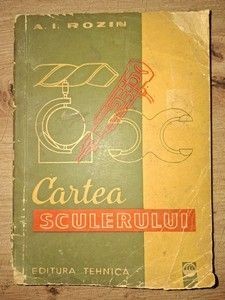 A. I. ROZIN
Cartea
SCULERULUI
EDITURA TEHNICA